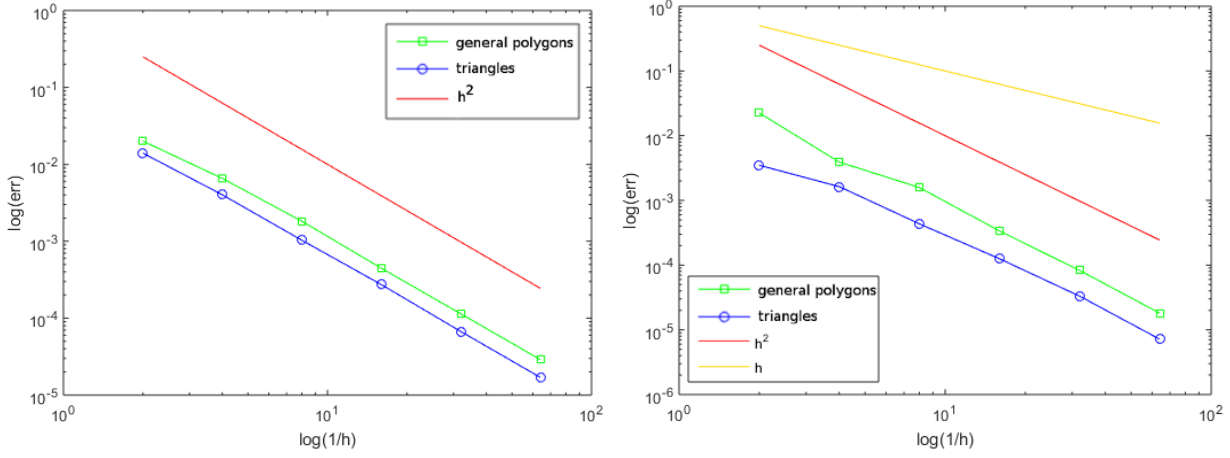 10^0
10^-1
10^-2
10^-3
10^-4
10^-5
log(err)
general polygons
triangles
h^2
10^0
10^1
10^2
log(1/h)
10^0
10^-1
10^-2
10^-3
10^-4
10^-5
10^-6
log(err)
general polygons
triangles
h^2
h
10^0
10^1
10^2
log(1/h)